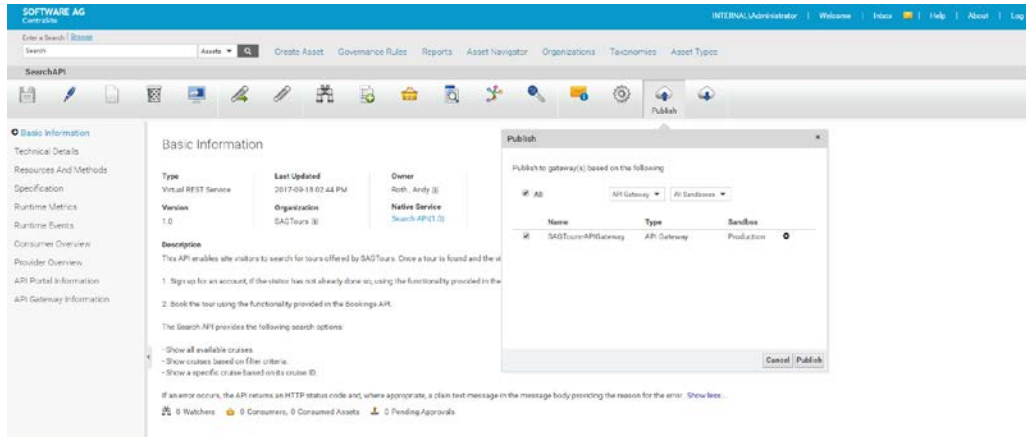 SOFTWARE AG
CentraSite
INTERNAL\Administrator | Welcome | Inbox | Help | About | Log
Enter a Search | Browse
Search Assets Create Asset Governance Rules Reports Asset Navigator Organizations Taxonomies Asset Types
SearchAPI
Publish
Basic Information
Technical Details
Resources And Methods
Specification
Runtime Metrics
Runtime Events
Consumer Overview
Provider Overview
API Portal Information
API Gateway Information
Basic Information
Type Last Updated Owner
Virtual REST Service 2017-09-18 02:44 PM Roth , Andy
Version Organization Native Service
1.0 SAGTours Search API(1.0)
Description
This API enables site visitors to search for tours offered by SAGTours. Once a tour is found and the vi
1. Sign up for an account, if the visitor has not already done so, using the functionality provided in the
2. Book the tour using the functionality provided in the Bookings API.
The Search API provides the following search options:
- Show all available cruises.
- Show cruises based on filter criteria.
- Show a specific cruise based on its cruise ID.
If an error occurs, the API returns an HTTP status code and, where appropriate, a plain text message in the message body providing the reason for the error. Show less...
0 Watchers 0 Consumers, 0 Consumed Assets 0 Pending Approvals
Publish
Publish to gateway(s) based on the following
All API Gateway All Sandboxes
Name Type Sandbox
SAGTours-APIGateway API Gateway Production
Cancel Publish